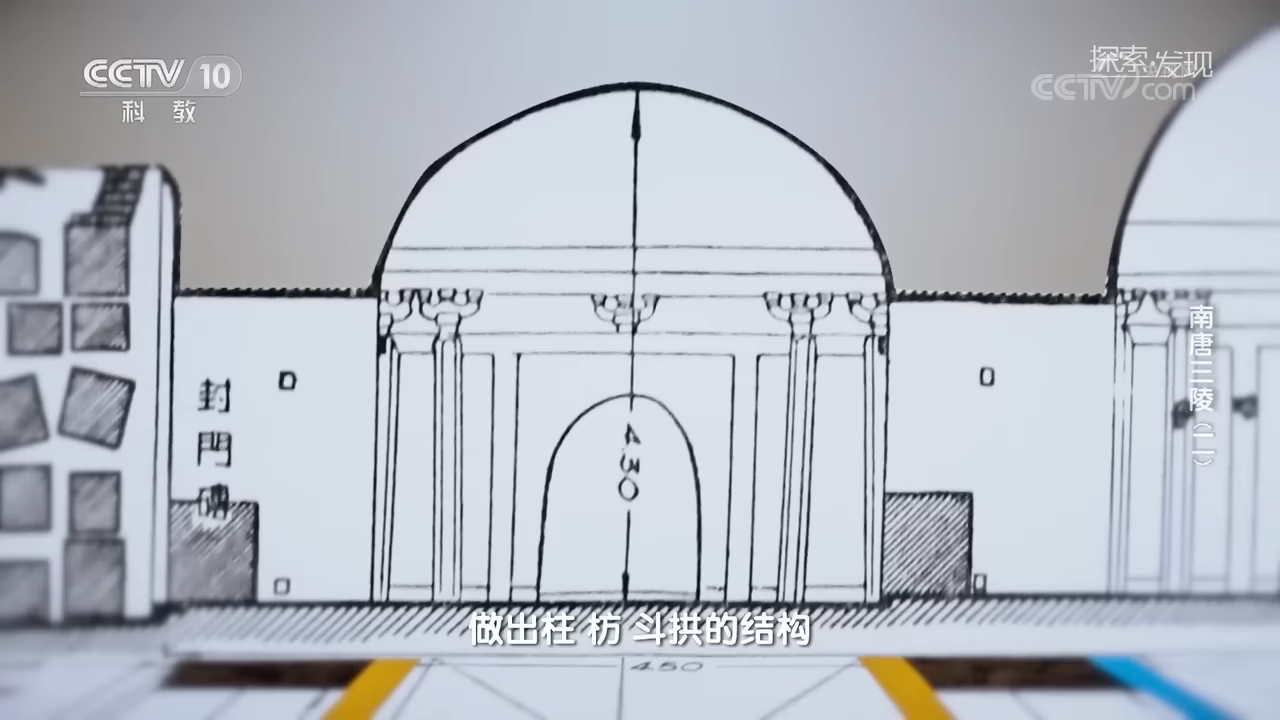 CCTV 10
科教
探索·发现
CCTV.com
南唐二陵(二)
封門磚
430
做出柱 枋 斗拱的结构
450